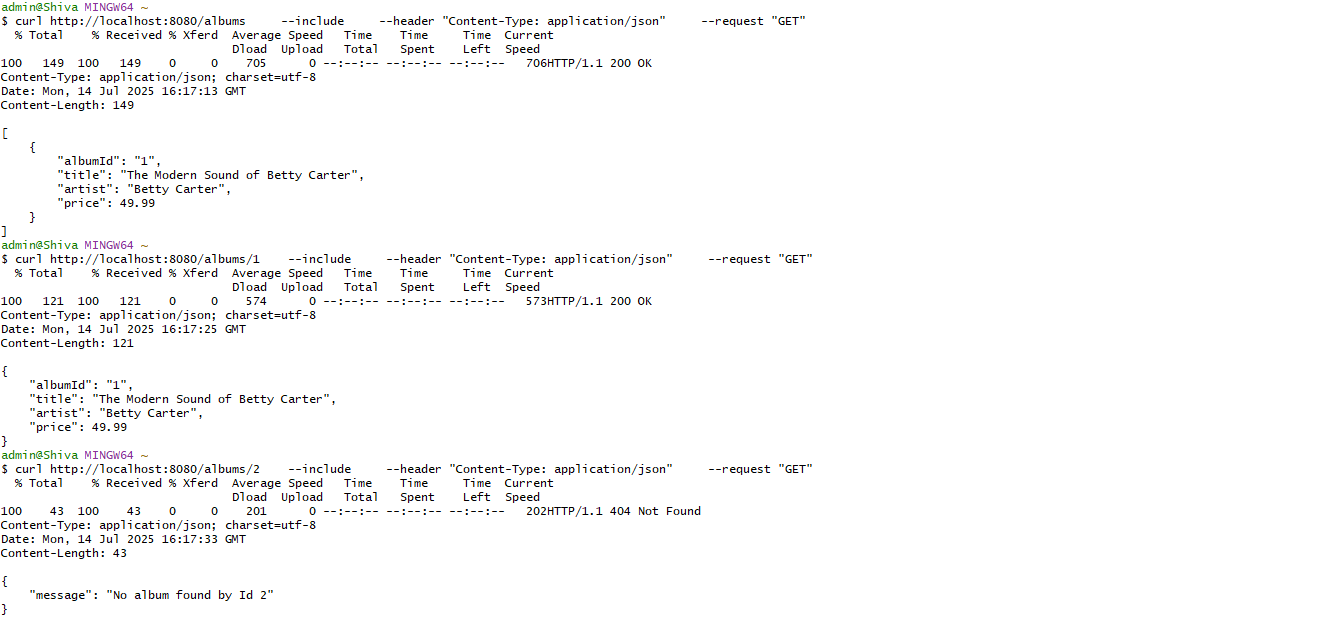 admin@Shiva MINGW64 ~
$ curl http://localhost:8080/albums     --include     --header "Content-Type: application/json"     --request "GET"
  % Total    % Received % Xferd  Average Speed   Time    Time     Time  Current
                                 Dload  Upload   Total   Spent    Left  Speed
100   149  100   149    0     0    705      0 --:--:-- --:--:-- --:--:--   706HTTP/1.1 200 OK
Content-Type: application/json; charset=utf-8
Date: Mon, 14 Jul 2025 16:17:13 GMT
Content-Length: 149

[
    {
        "albumId": "1",
        "title": "The Modern Sound of Betty Carter",
        "artist": "Betty Carter",
        "price": 49.99
    }
]
admin@Shiva MINGW64 ~
$ curl http://localhost:8080/albums/1    --include     --header "Content-Type: application/json"     --request "GET"
  % Total    % Received % Xferd  Average Speed   Time    Time     Time  Current
                                 Dload  Upload   Total   Spent    Left  Speed
100   121  100   121    0     0    574      0 --:--:-- --:--:-- --:--:--   573HTTP/1.1 200 OK
Content-Type: application/json; charset=utf-8
Date: Mon, 14 Jul 2025 16:17:25 GMT
Content-Length: 121

{
    "albumId": "1",
    "title": "The Modern Sound of Betty Carter",
    "artist": "Betty Carter",
    "price": 49.99
}
admin@Shiva MINGW64 ~
$ curl http://localhost:8080/albums/2    --include     --header "Content-Type: application/json"     --request "GET"
  % Total    % Received % Xferd  Average Speed   Time    Time     Time  Current
                                 Dload  Upload   Total   Spent    Left  Speed
100    43  100    43    0     0    201      0 --:--:-- --:--:-- --:--:--   202HTTP/1.1 404 Not Found
Content-Type: application/json; charset=utf-8
Date: Mon, 14 Jul 2025 16:17:33 GMT
Content-Length: 43

{
    "message": "No album found by Id 2"
}